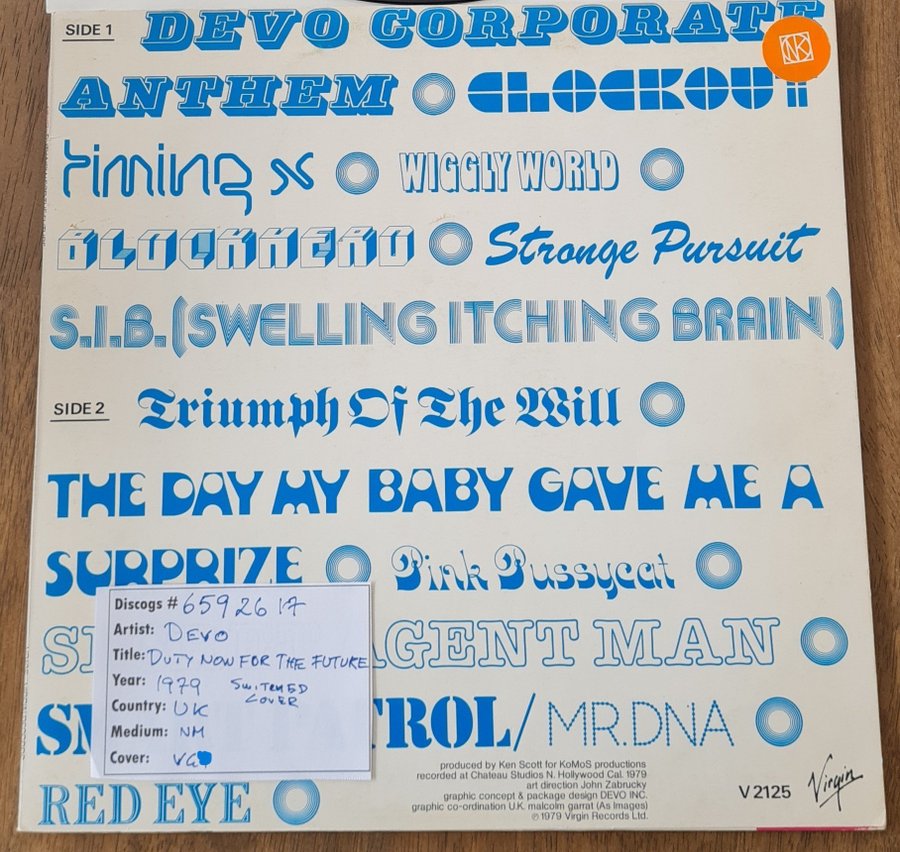 SIDE 1 DEVO CORPORATE
ANTHEM CLOCKOUT
NK
Timing X WIGGLY WORLD
BLOCKHEAD Strange Pursuit
S.I.B. (SWELLING ITCHING BRAIN)
SIDE 2 Triumph Of The Will
THE DAY MY BABY GAVE ME A
SURPRIZE Pink Pussycat
AGENT MAN
TROL/ MR.DNA
RED EYE
Discogs # 6592617
Artist: DEVO
Title: DUTY NOW FOR THE FUTURE
Year: 1979 SWITCHED COVER
Country: UK
Medium: NM
Cover: VG
produced by Ken Scott for KoMoS productions
recorded at Chateau Studios N. Hollywood Cal. 1979
art direction John Zabrucky
graphic concept & package design DEVO INC.
graphic co-ordination U.K. malcolm garrat (As Images)
℗ 1979 Virgin Records Ltd.
V 2125 Virgin